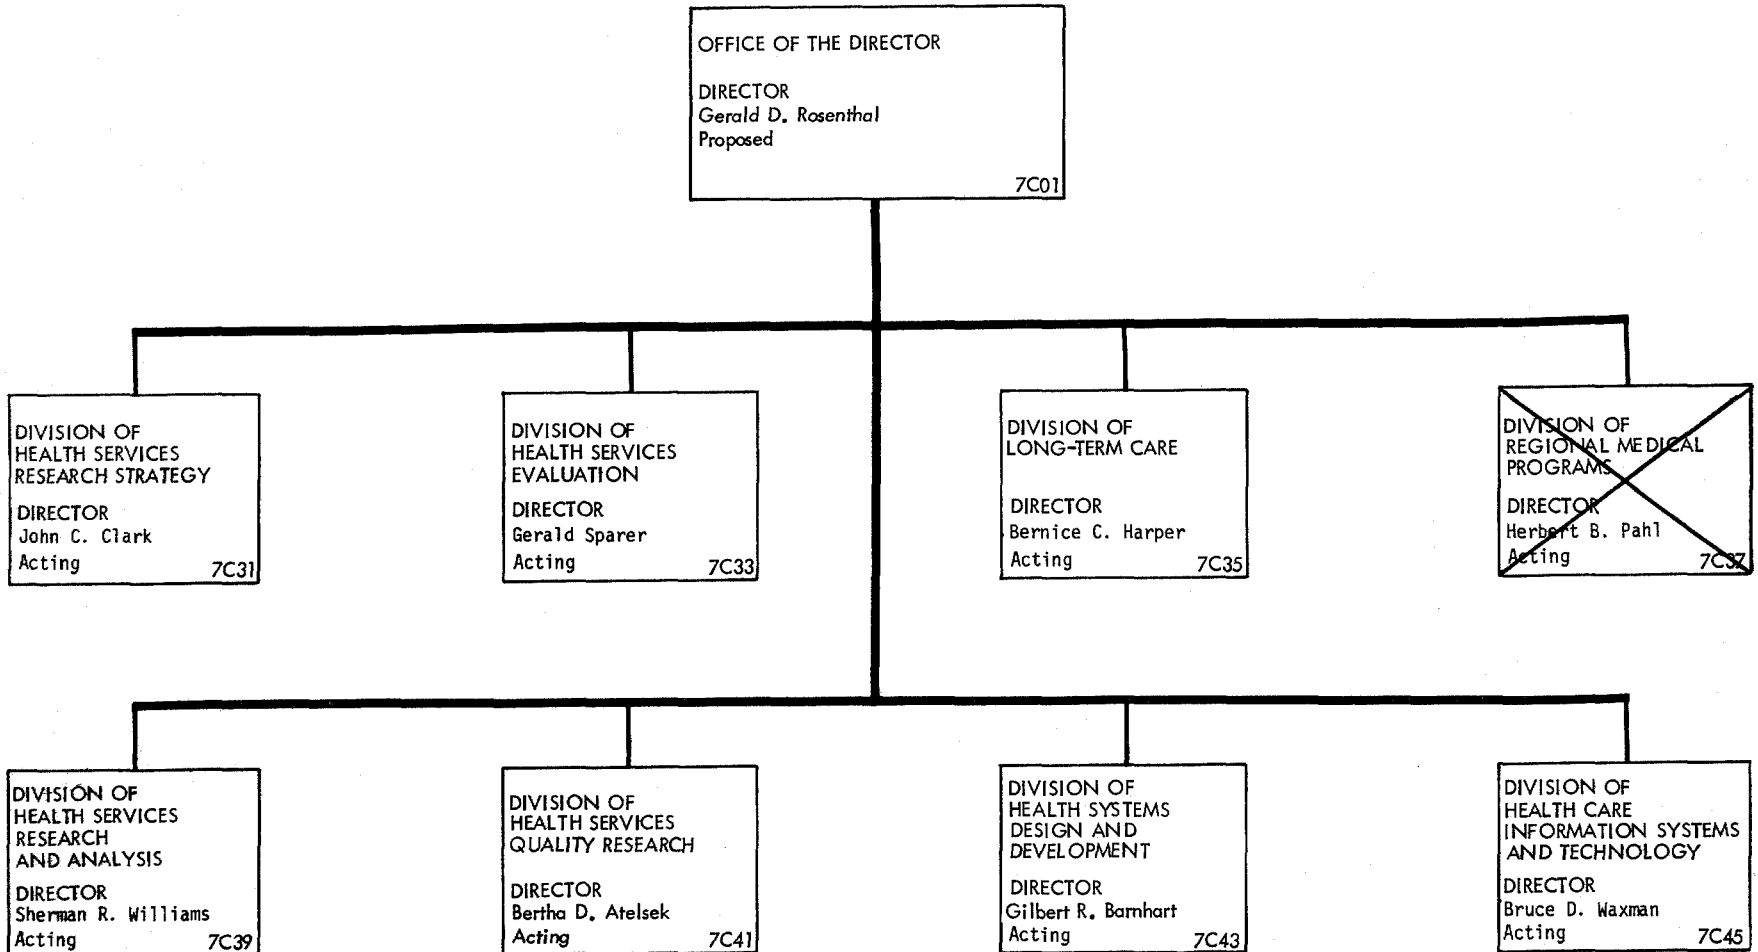 OFFICE OF THE DIRECTOR
DIRECTOR
Gerald D. Rosenthal
Proposed
7C01
DIVISION OF
HEALTH SERVICES
RESEARCH STRATEGY
DIRECTOR
John C. Clark
Acting
7C31
DIVISION OF
HEALTH SERVICES
EVALUATION
DIRECTOR
Gerald Sparer
Acting
7C33
DIVISION OF
LONG-TERM CARE
DIRECTOR
Bernice C. Harper
Acting
7C35
DIVISION OF
REGIONAL MEDICAL
PROGRAMS
DIRECTOR
Herbert B. Pahl
Acting
7C37
DIVISION OF
HEALTH SERVICES
RESEARCH
AND ANALYSIS
DIRECTOR
Sherman R. Williams
Acting
7C39
DIVISION OF
HEALTH SERVICES
QUALITY RESEARCH
DIRECTOR
Bertha D. Atelsek
Acting
7C41
DIVISION OF
HEALTH SYSTEMS
DESIGN AND
DEVELOPMENT
DIRECTOR
Gilbert R. Barnhart
Acting
7C43
DIVISION OF
HEALTH CARE
INFORMATION SYSTEMS
AND TECHNOLOGY
DIRECTOR
Bruce D. Waxman
Acting
7C45